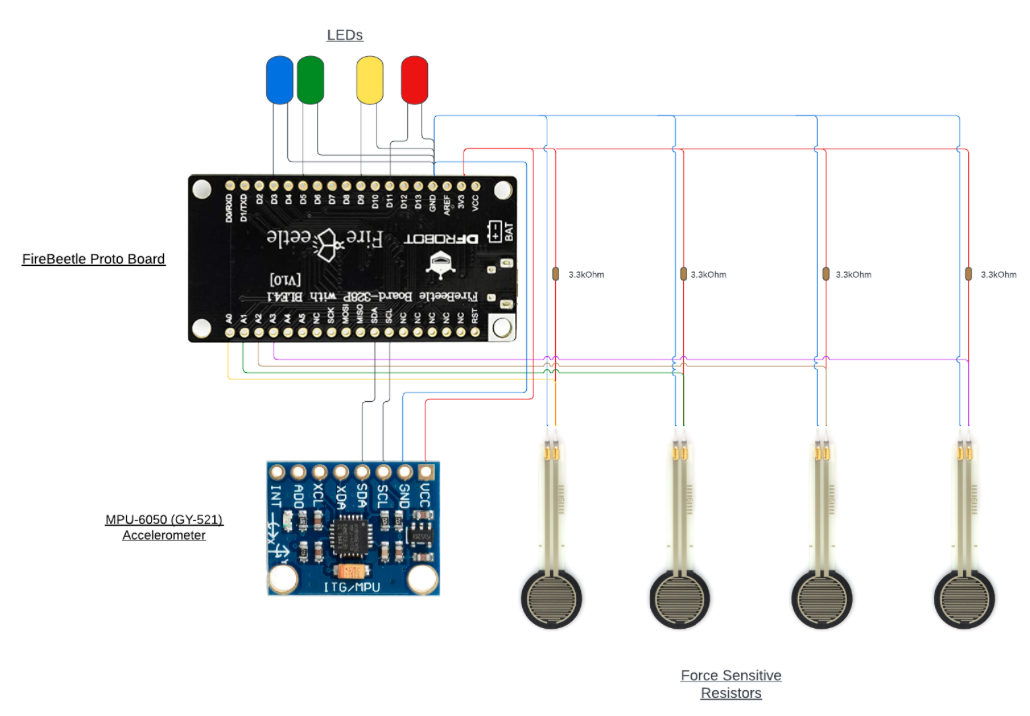 LEDs
D0/RXD
D1/TXD
D2
D3
D4
D5
D6
D7
D8
D9
D10
D11
D12
D13
GND
AREF
3V3
VCC
BAT
Fire
eetle
DFROBOT
FireBeetle Board-328P with BLE4.1
[V1.0]
FireBeetle Proto Board
3.3kOhm
3.3kOhm
3.3kOhm
3.3kOhm
A0
A1
A2
A3
A4
A5
NC
SCK
MOSI
MISO
SDA
SCL
NC
NC
NC
NC
NC
RST
INT
AD0
XCL
XDA
SDA
SCL
GND
VCC
MPU-6050 (GY-521)
Accelerometer
ITG/MPU
Force Sensitive
Resistors